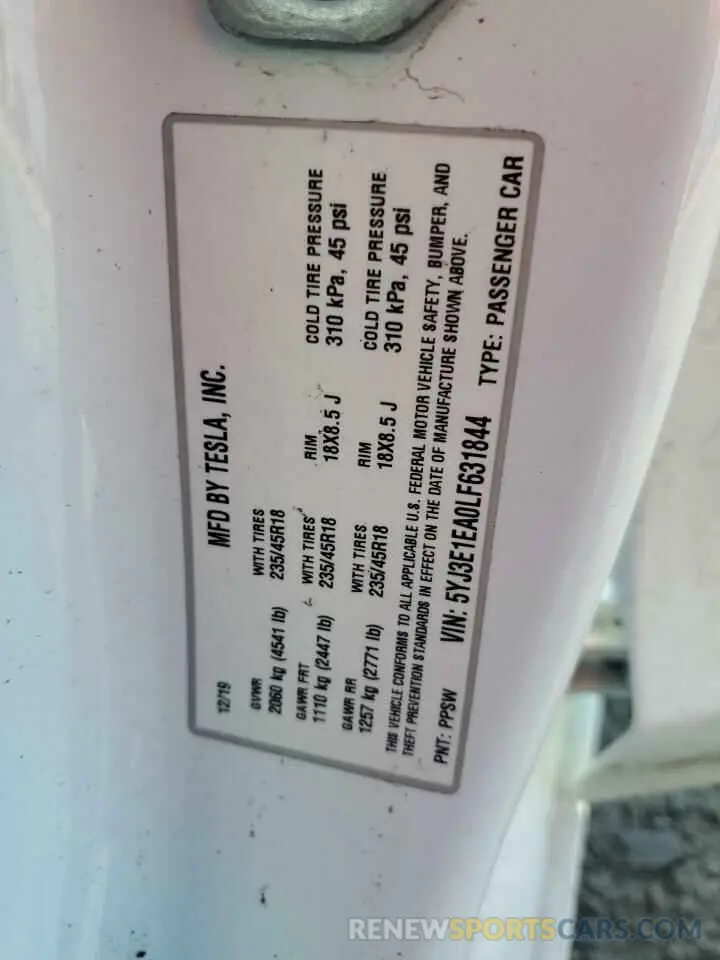 MFD BY TESLA, INC.
12/19
GVWR
2060 kg (4541 lb)
WITH TIRES
235/45R18
GAWR FRT
1110 kg (2447 lb)
WITH TIRES
235/45R18
RIM
18X8.5 J
COLD TIRE PRESSURE
310 kPa, 45 psi
GAWR RR
1257 kg (2771 lb)
WITH TIRES
235/45R18
RIM
18X8.5 J
COLD TIRE PRESSURE
310 kPa, 45 psi
THIS VEHICLE CONFORMS TO ALL APPLICABLE U.S. FEDERAL MOTOR VEHICLE SAFETY, BUMPER, AND
THEFT PREVENTION STANDARDS IN EFFECT ON THE DATE OF MANUFACTURE SHOWN ABOVE.
PNT: PPSW VIN: 5YJ3E1EA0LF631844 TYPE: PASSENGER CAR
RENEWSPORTSCARS.COM